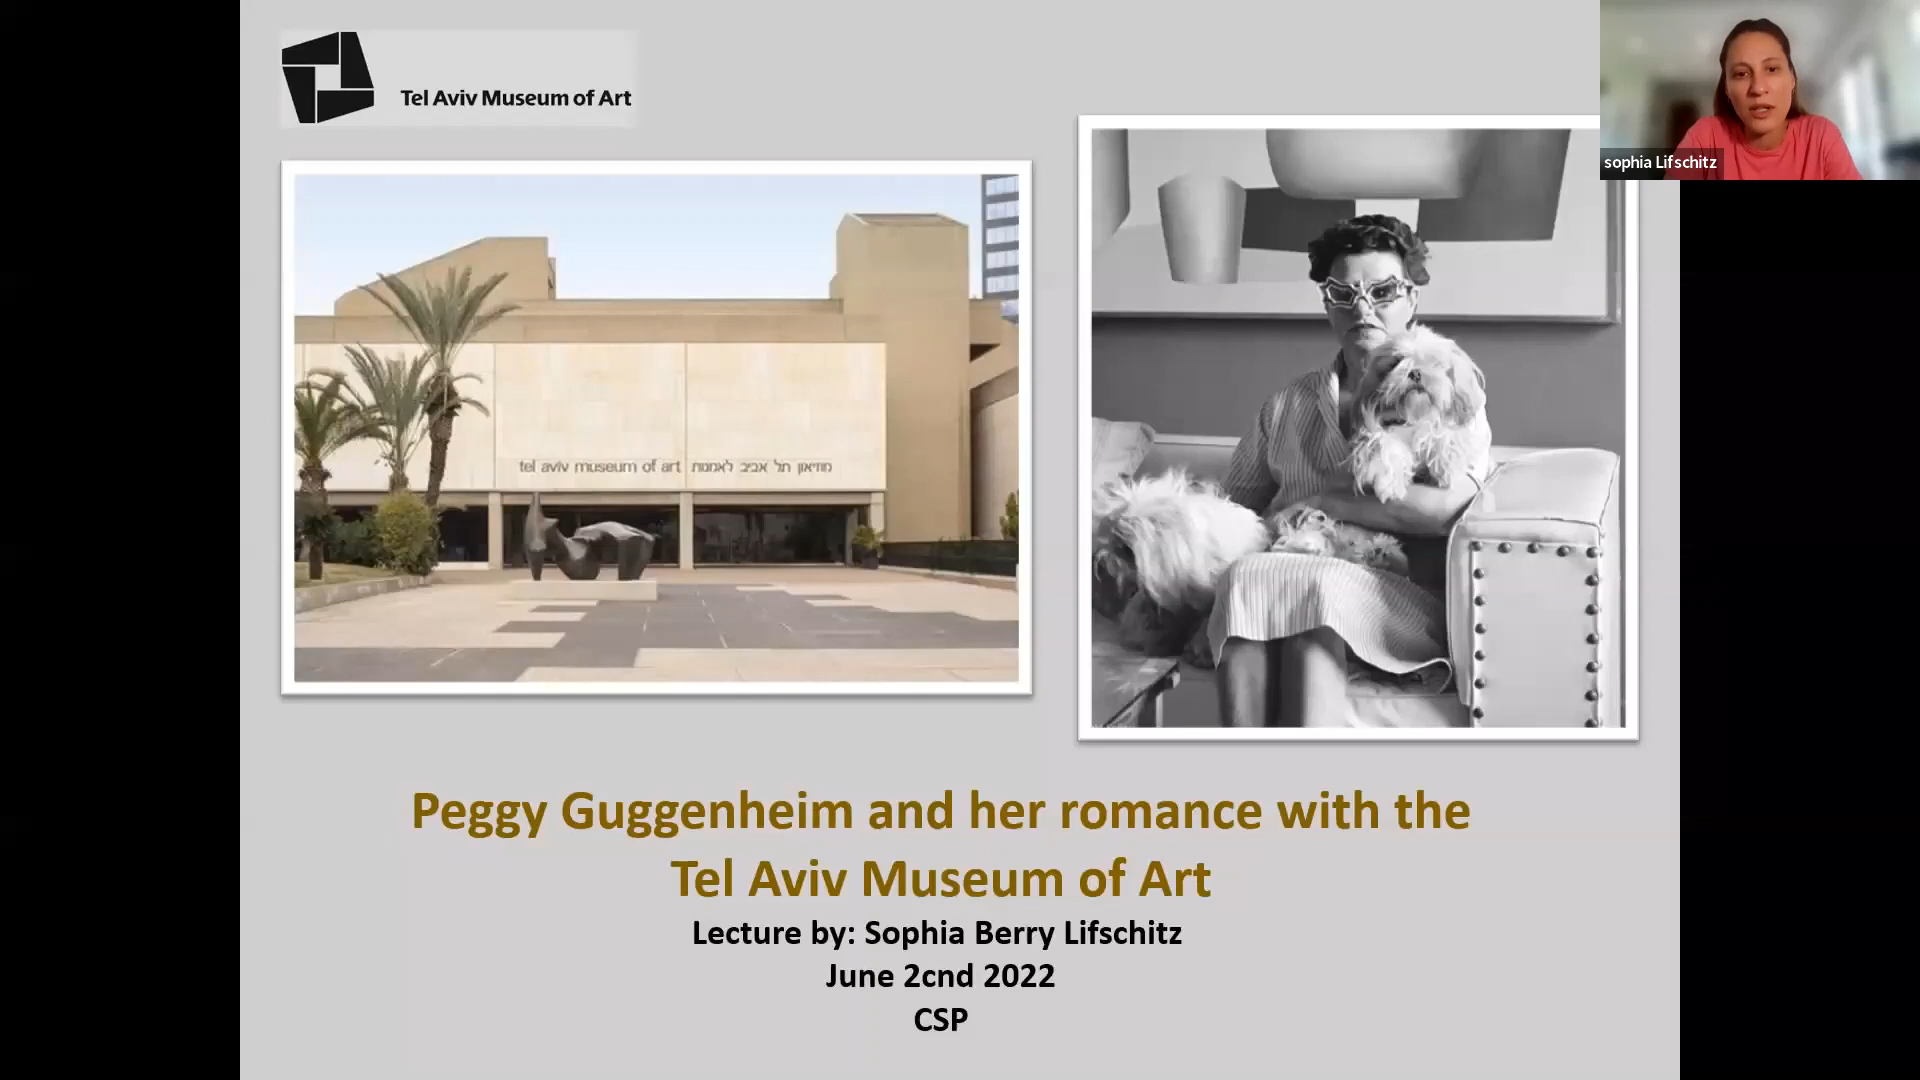 Tel Aviv Museum of Art
sophia Lifschitz
tel aviv museum of art מוזיאון תל אביב לאמנות
Peggy Guggenheim and her romance with the
Tel Aviv Museum of Art
Lecture by: Sophia Berry Lifschitz
June 2cnd 2022
CSP